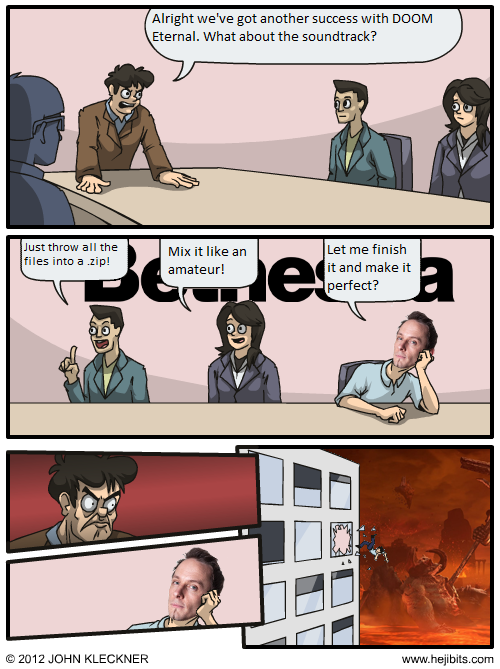 Alright we've got another success with DOOM
Eternal. What about the soundtrack?
Just throw all the
files into a .zip!
Mix it like an
amateur!
Let me finish
it and make it
perfect?
Bethesda
© 2012 JOHN KLECKNER
www.hejibits.com